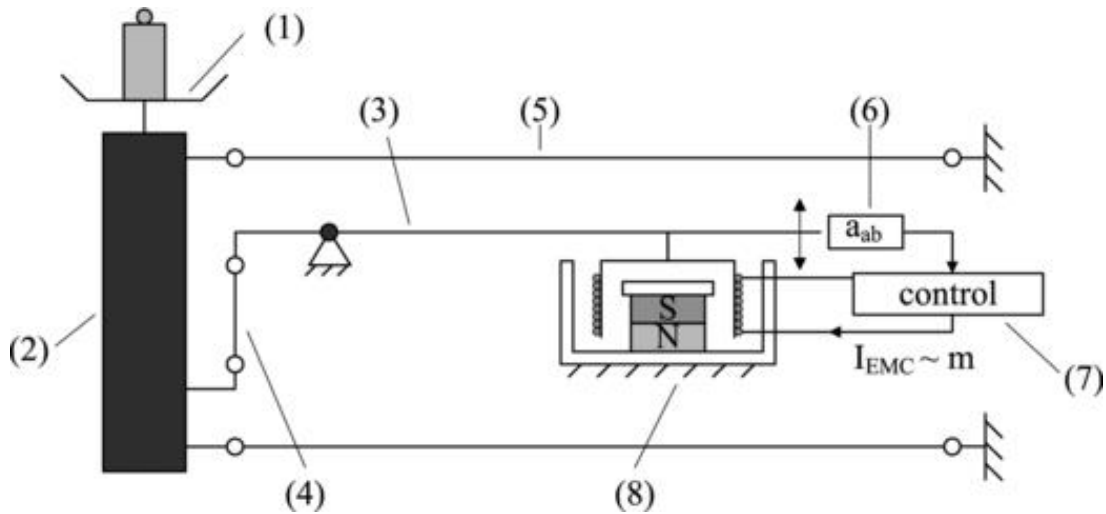 (1)
(3)
(5)
(6)
a_ab
control
S
N
I_EMC ~ m
(2)
(7)
(4)
(8)